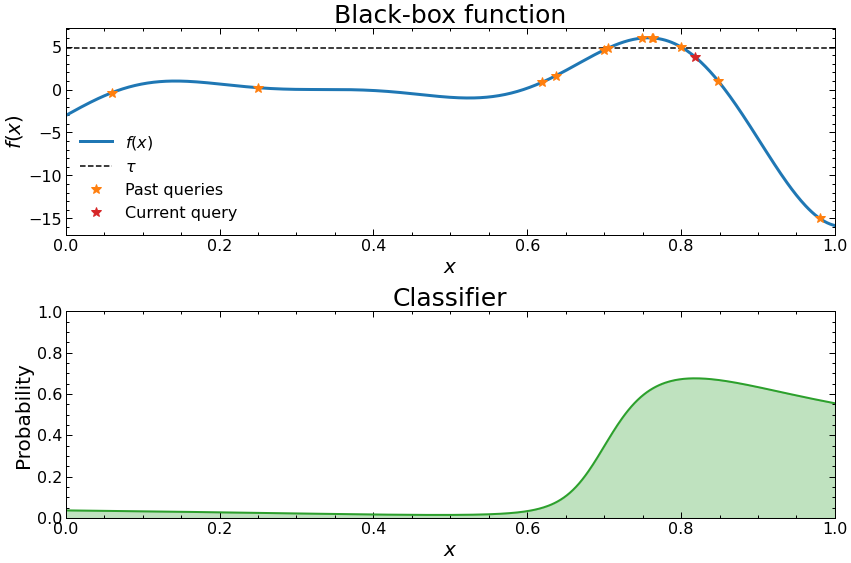 Black-box function
f(x)
5
0
−5
−10
−15
f(x)
τ
Past queries
Current query
0.0 0.2 0.4 0.6 0.8 1.0
x
Classifier
Probability
1.0
0.8
0.6
0.4
0.2
0.0
0.0 0.2 0.4 0.6 0.8 1.0
x